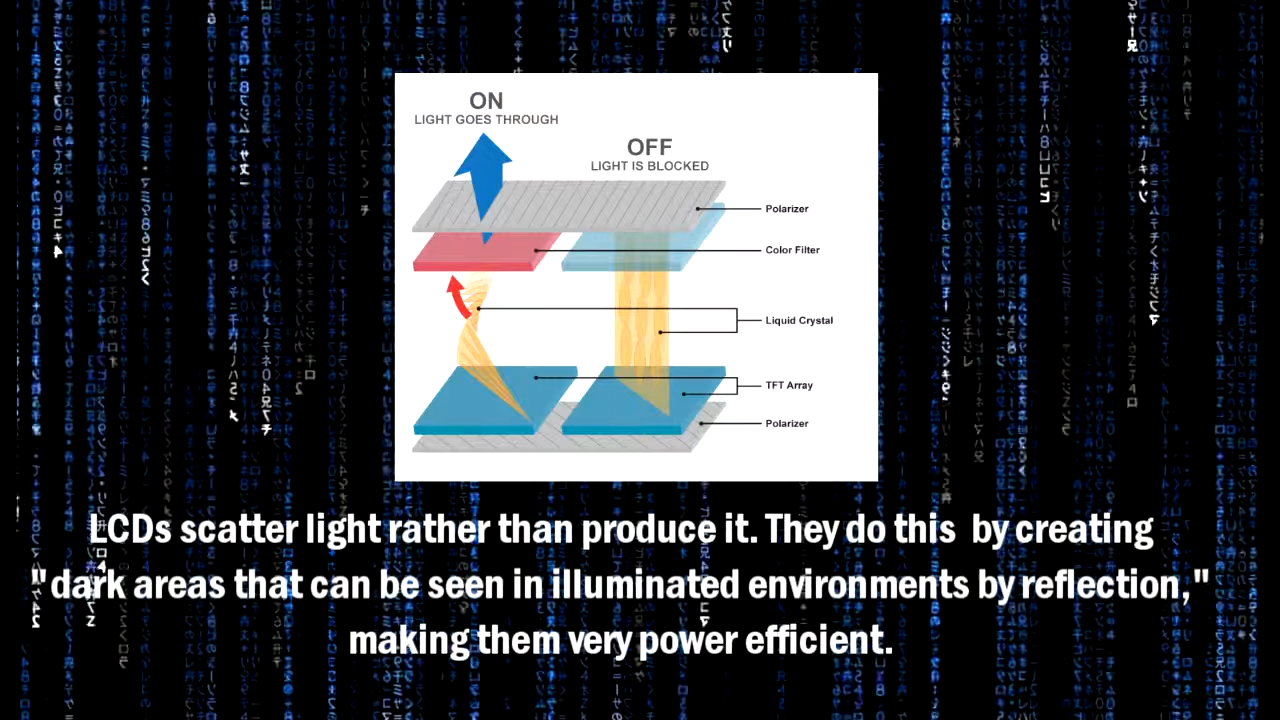 ON
LIGHT GOES THROUGH
OFF
LIGHT IS BLOCKED
Polarizer
Color Filter
Liquid Crystal
TFT Array
Polarizer
LCDs scatter light rather than produce it. They do this by creating
"dark areas that can be seen in illuminated environments by reflection,"
making them very power efficient.